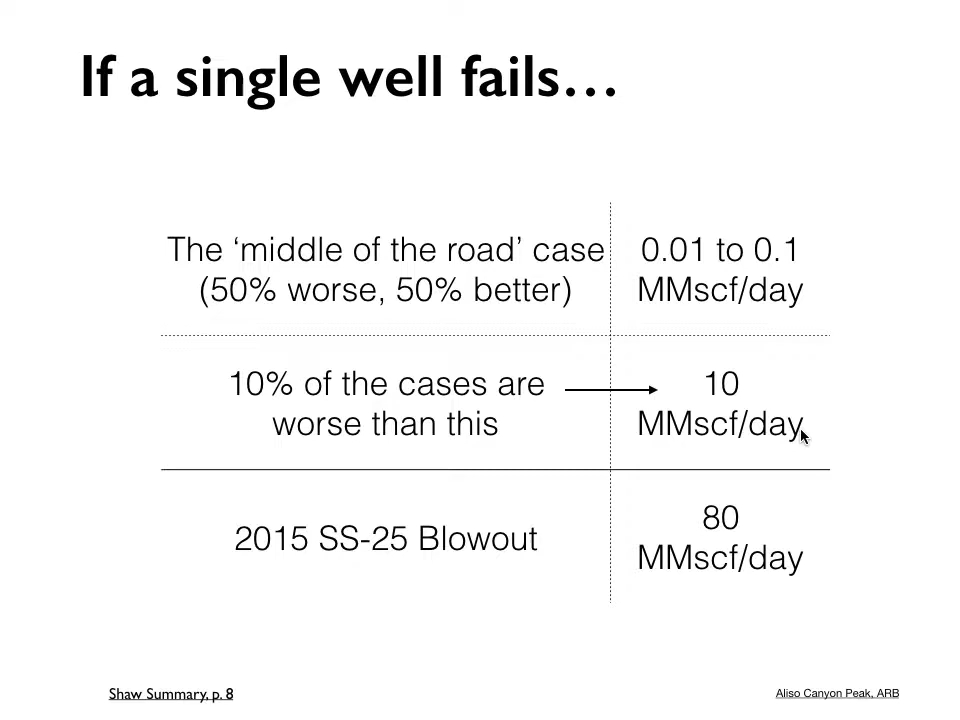 If a single well fails…
The ‘middle of the road’ case
(50% worse, 50% better)
0.01 to 0.1
MMscf/day
10% of the cases are
worse than this
10
MMscf/day
2015 SS-25 Blowout
80
MMscf/day
Shaw Summary, p. 8
Aliso Canyon Peak, ARB